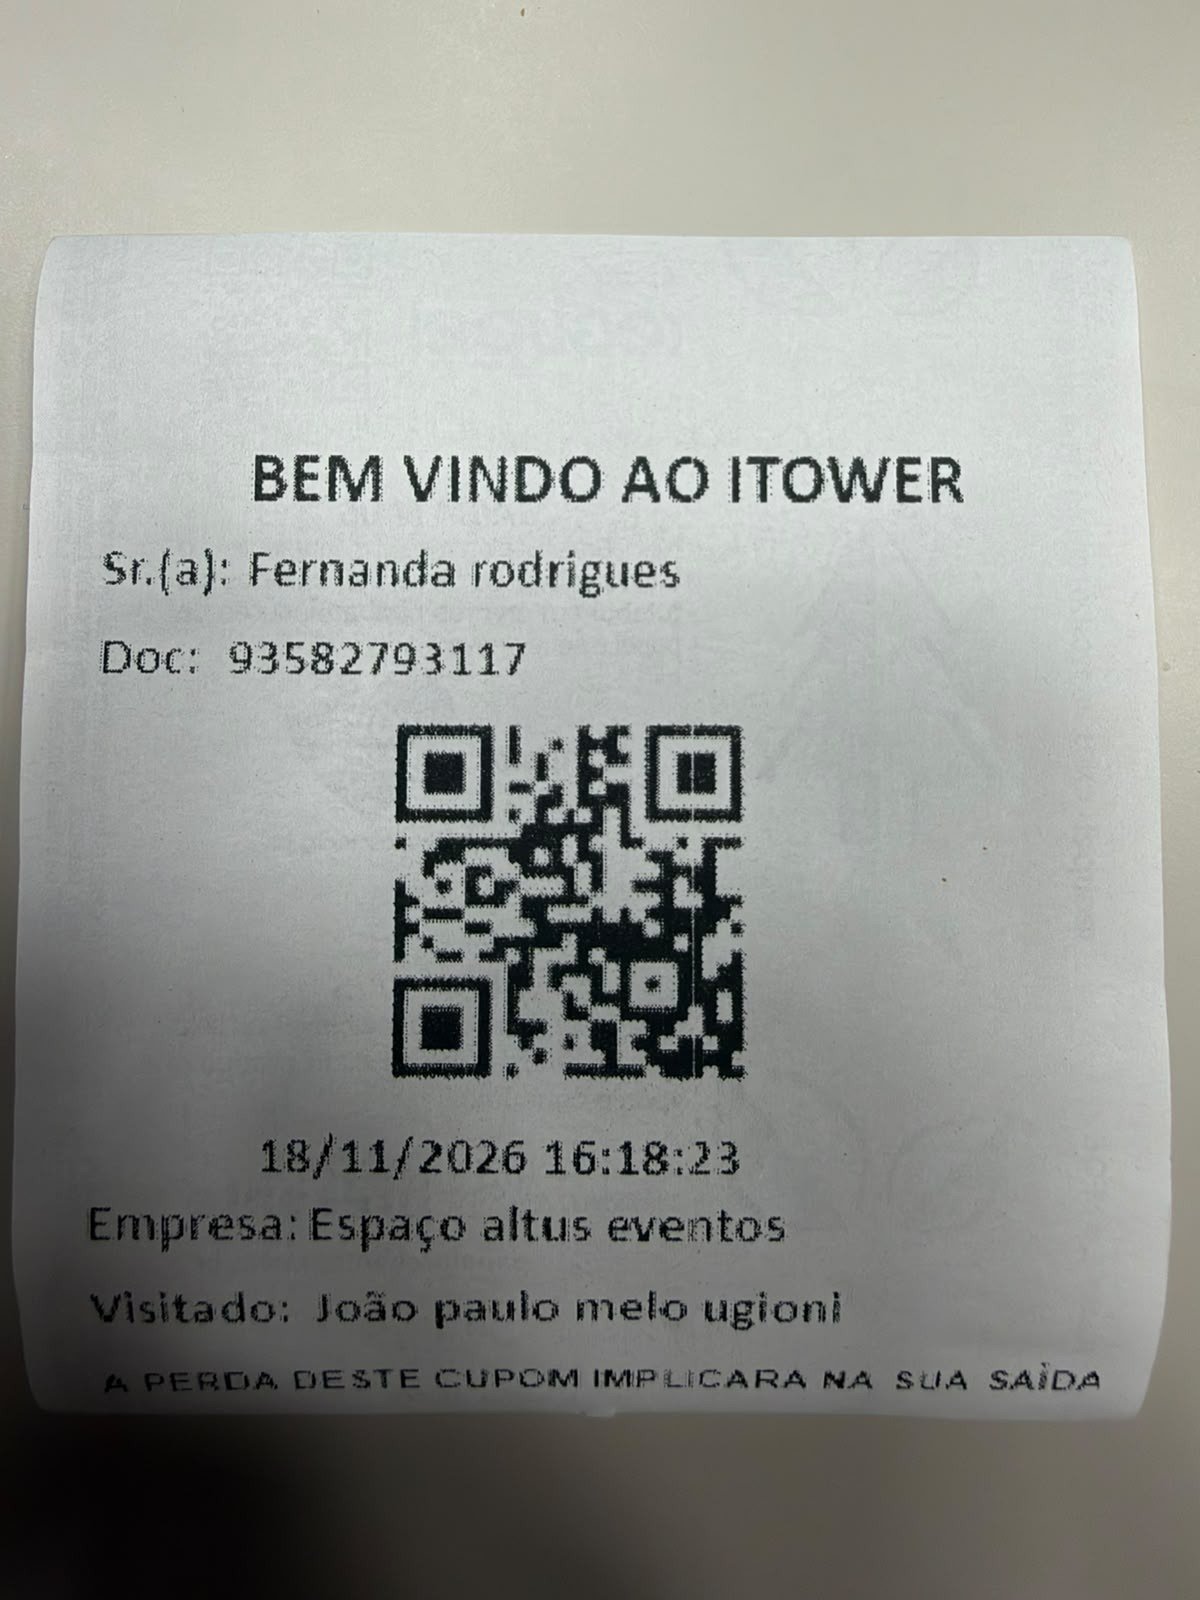 BEM VINDO AO ITOWER
Sr.(a): Fernanda rodrigues
Doc: 93582793117
18/11/2026 16:18:23
Empresa: Espaço altus eventos
Visitado: João paulo melo ugioni
A PERDA DESTE CUPOM IMPLICARA NA SUA SAÍDA